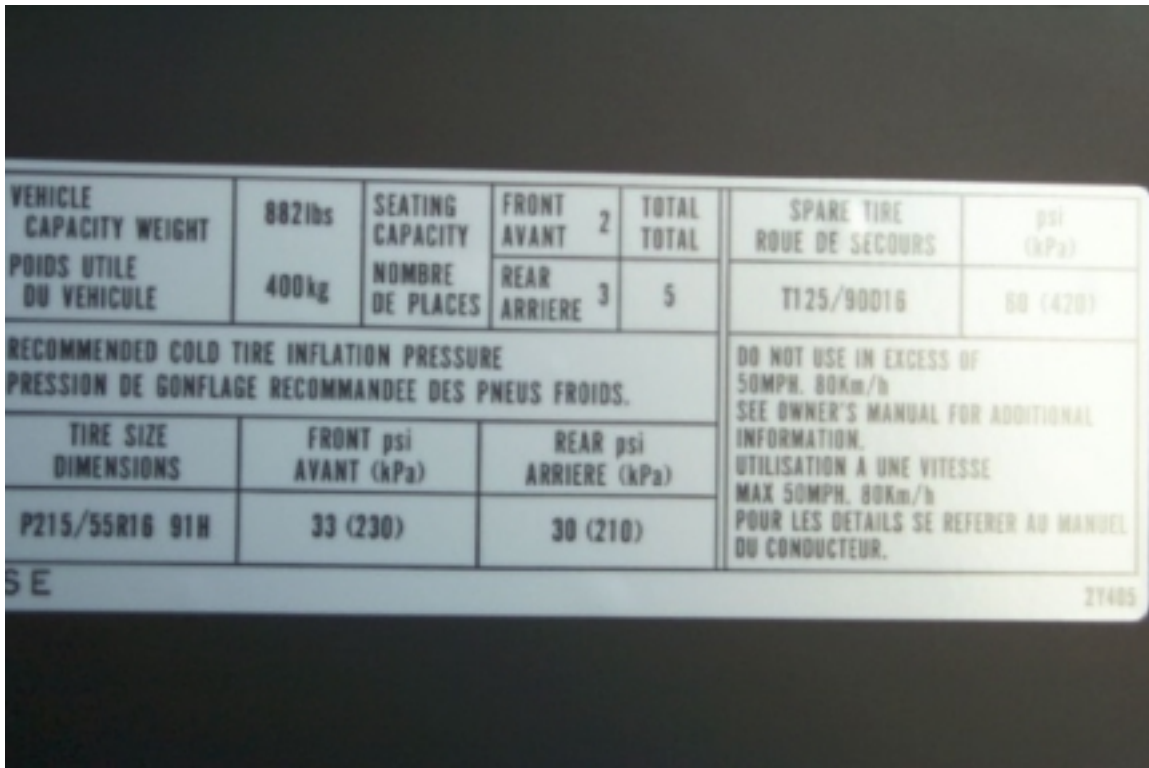 VEHICLE
CAPACITY WEIGHT
POIDS UTILE
DU VEHICULE
882lbs
400kg
SEATING
CAPACITY
NOMBRE
DE PLACES
FRONT
AVANT 2
REAR
ARRIERE 3
TOTAL
TOTAL
5
SPARE TIRE
ROUE DE SECOURS
psi
(kPa)
T125/90D16
60 (420)
RECOMMENDED COLD TIRE INFLATION PRESSURE
PRESSION DE GONFLAGE RECOMMANDEE DES PNEUS FROIDS.
TIRE SIZE
DIMENSIONS
FRONT psi
AVANT (kPa)
REAR psi
ARRIERE (kPa)
P215/55R16 91H
33 (230)
30 (210)
DO NOT USE IN EXCESS OF
50MPH. 80Km/h
SEE OWNER'S MANUAL FOR ADDITIONAL
INFORMATION.
UTILISATION A UNE VITESSE
MAX 50MPH. 80Km/h
POUR LES DETAILS SE REFERER AU MANUEL
DU CONDUCTEUR.
SE
2Y405